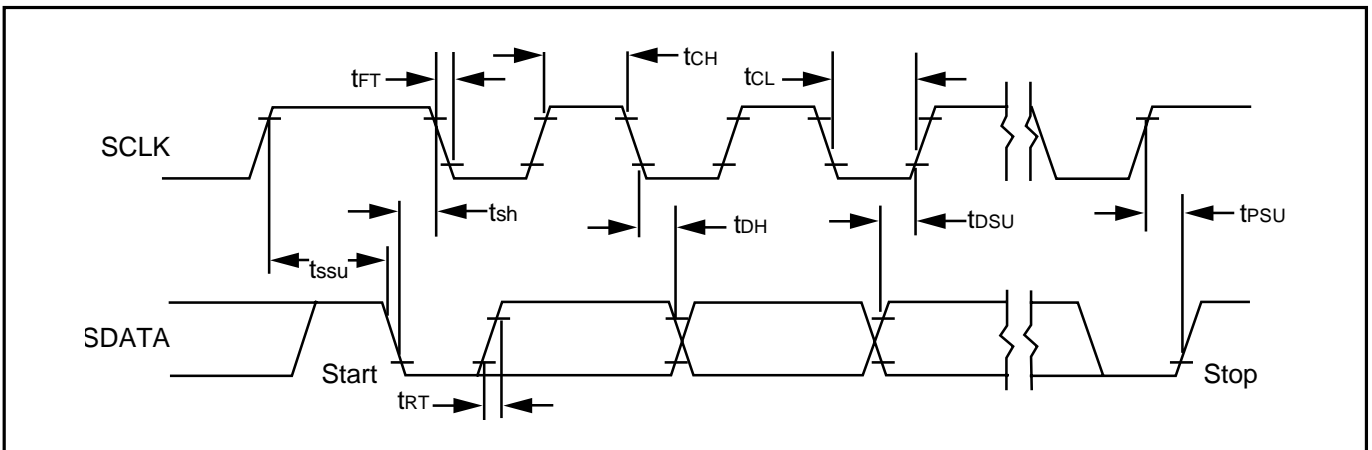 tCH
tCL
tFT
SCLK
tsh
tDH
tDSU
tPSU
tssu
SDATA
Start
Stop
tRT